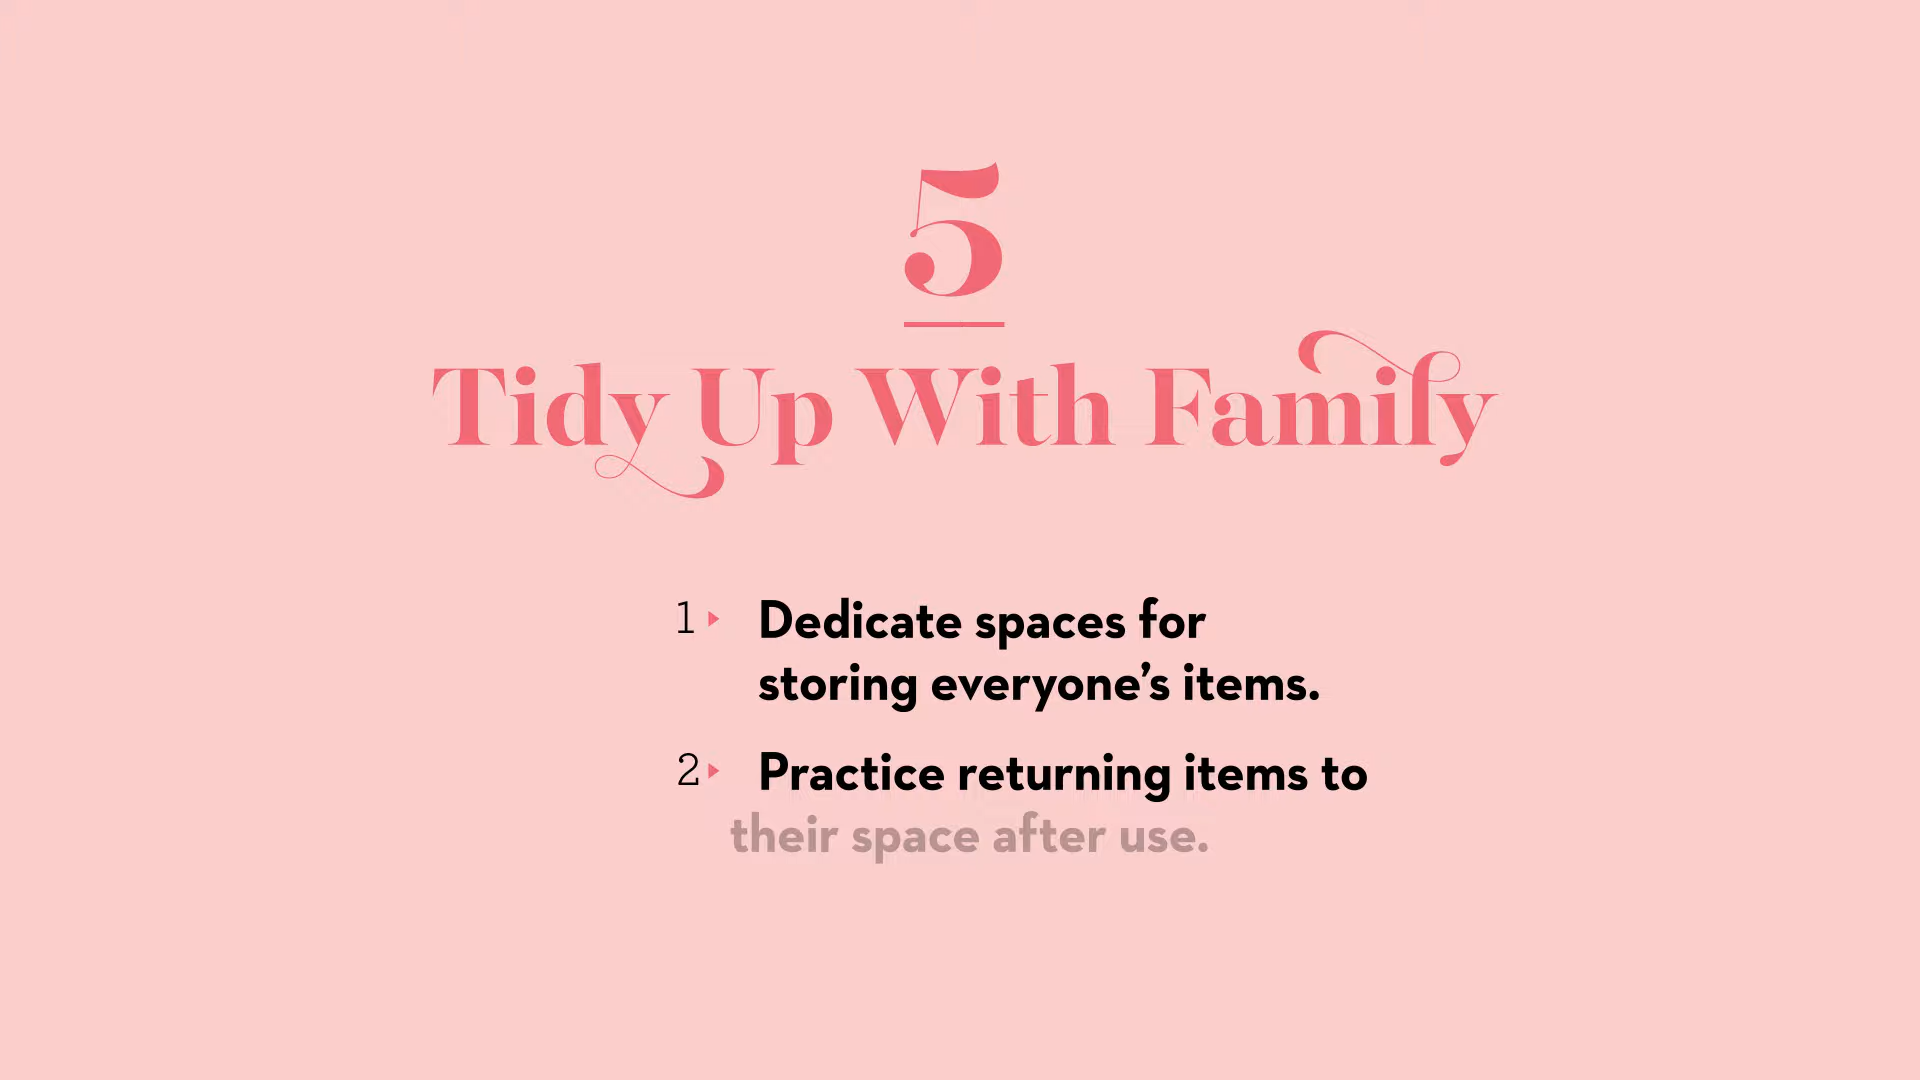 5
Tidy Up With Family
1 Dedicate spaces for
storing everyone’s items.
2 Practice returning items to
their space after use.